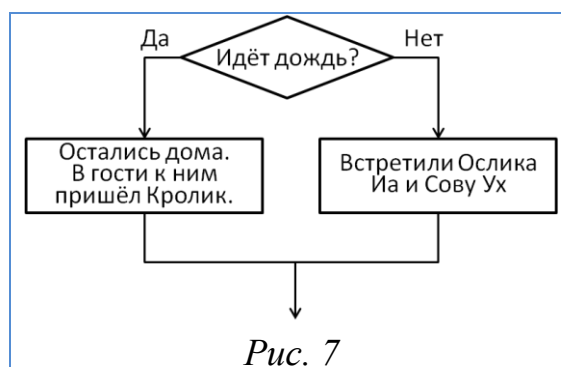 Да
Нет
Идёт дождь?
Остались дома.
В гости к ним
пришёл Кролик.
Встретили Ослика
Иа и Сову Ух
Рис. 7